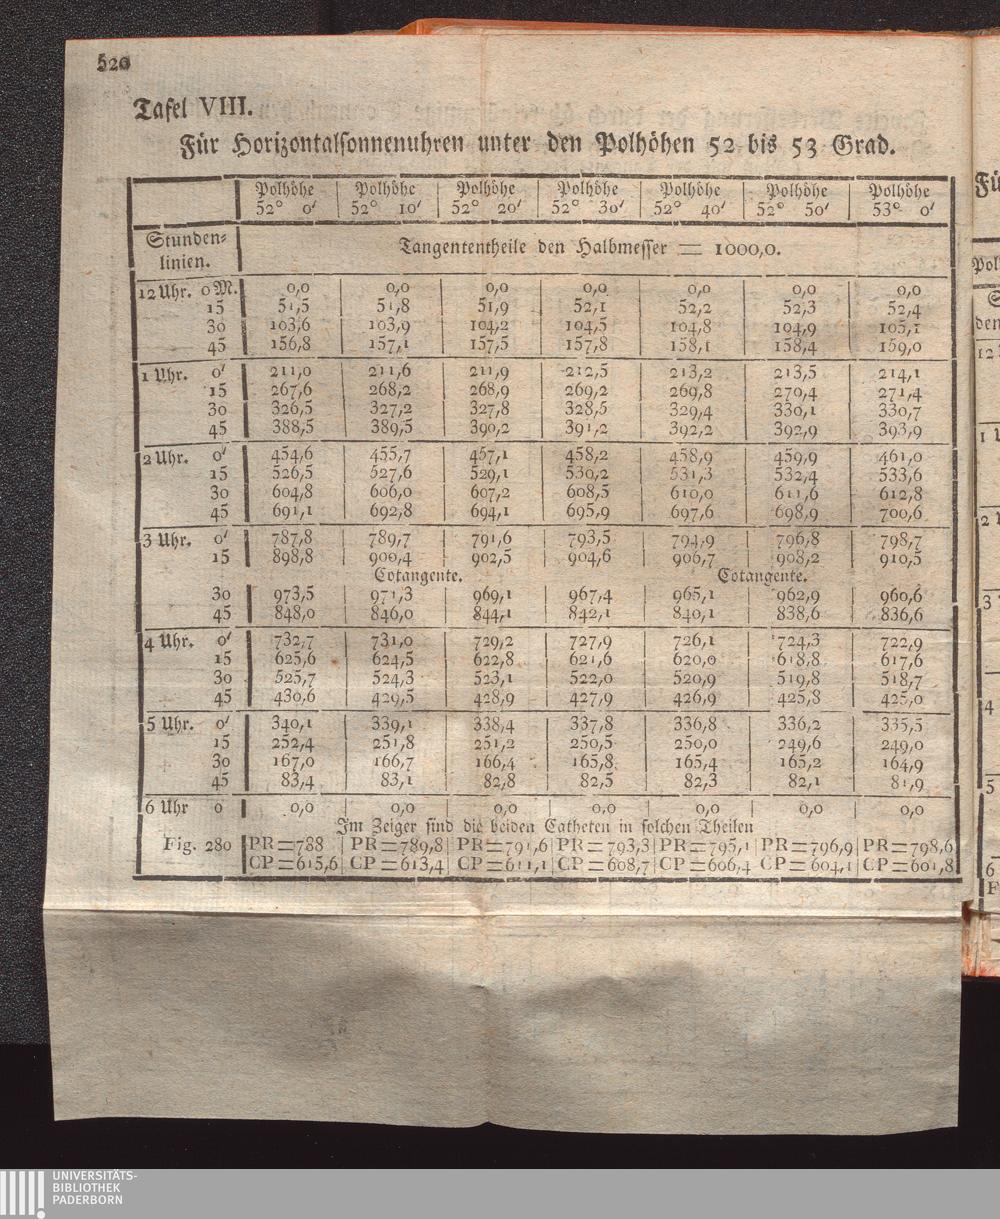 520
Tafel VIII.
Für Horizontalsonnenuhren unter den Polhöhen 52 bis 53 Grad.
Polhöhe Polhöhe Polhöhe Polhöhe Polhöhe Polhöhe Polhöhe
52° 0′ 52° 10′ 52° 20′ 52° 30′ 52° 40′ 52° 50′ 53° 0′
Stunden=
linien.
Tangententheile den Halbmesser = 1000,0.
12 Uhr. 0 M. 0,0 0,0 0,0 0,0 0,0 0,0 0,0
15 51,5 51,8 51,9 52,1 52,2 52,3 52,4
30 103,6 103,9 104,2 104,5 104,8 104,9 105,1
45 156,8 157,1 157,5 157,8 158,1 158,4 159,0
1 Uhr. 0′ 211,0 211,6 211,9 212,5 213,2 213,5 214,1
15 267,6 268,2 268,9 269,2 269,8 270,4 271,4
30 326,5 327,2 327,8 328,5 329,4 330,1 330,7
45 388,5 389,5 390,2 391,2 392,2 392,9 393,9
2 Uhr. 0′ 454,6 455,7 457,1 458,2 458,9 459,9 461,0
15 526,5 527,6 529,1 530,2 531,3 532,4 533,6
30 604,8 606,0 607,2 608,5 610,0 611,6 612,8
45 691,1 692,8 694,1 695,9 697,6 698,9 700,6
3 Uhr. 0′ 787,8 789,7 791,6 793,5 794,9 796,8 798,7
15 898,8 900,4 902,5 904,6 906,7 908,2 910,5
Cotangente. Cotangente.
30 973,5 971,3 969,1 967,4 965,1 962,9 960,6
45 848,0 846,0 844,1 842,1 840,1 838,6 836,6
4 Uhr. 0′ 732,7 731,0 729,2 727,9 726,1 724,3 722,9
15 625,6 624,5 622,8 621,6 620,0 618,8 617,6
30 525,7 524,3 523,1 522,0 520,9 519,8 518,7
45 430,6 429,5 428,9 427,9 426,9 425,8 425,0
5 Uhr. 0′ 340,1 339,1 338,4 337,8 336,8 336,2 335,5
15 252,4 251,8 251,2 250,5 250,0 249,6 249,0
30 167,0 166,7 166,4 165,8 165,4 165,2 164,9
45 83,4 83,1 82,8 82,5 82,3 82,1 81,9
6 Uhr 0 0,0 0,0 0,0 0,0 0,0 0,0 0,0
Im Zeiger sind die beiden Catheten in solchen Theilen
Fig. 280 PR=788 PR=789,8 PR=791,6 PR=793,3 PR=795,1 PR=796,9 PR=798,6
CP=615,6 CP=613,4 CP=611,1 CP=608,7 CP=606,4 CP=604,1 CP=601,8
Fü
Pol
den
12
3
4
5
6
F
UNIVERSITÄTS-
BIBLIOTHEK
PADERBORN